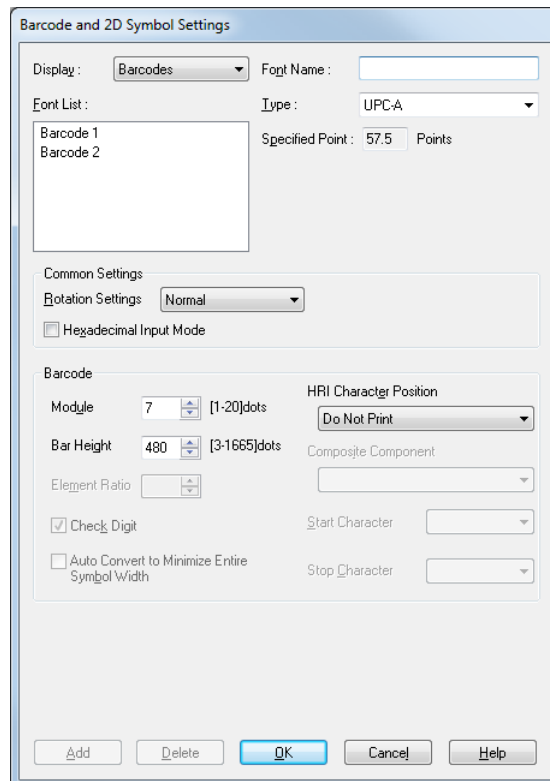 Barcode and 2D Symbol Settings
Display : Barcodes Font Name :
Font List : Type : UPC-A
Barcode 1
Barcode 2
Specified Point : 57.5 Points
Common Settings
Rotation Settings Normal
Hexadecimal Input Mode
Barcode
Module 7 [1-20]dots
HRI Character Position
Do Not Print
Bar Height 480 [3-1665]dots
Composite Component
Element Ratio
Check Digit
Start Character
Auto Convert to Minimize Entire
Symbol Width
Stop Character
Add Delete OK Cancel Help